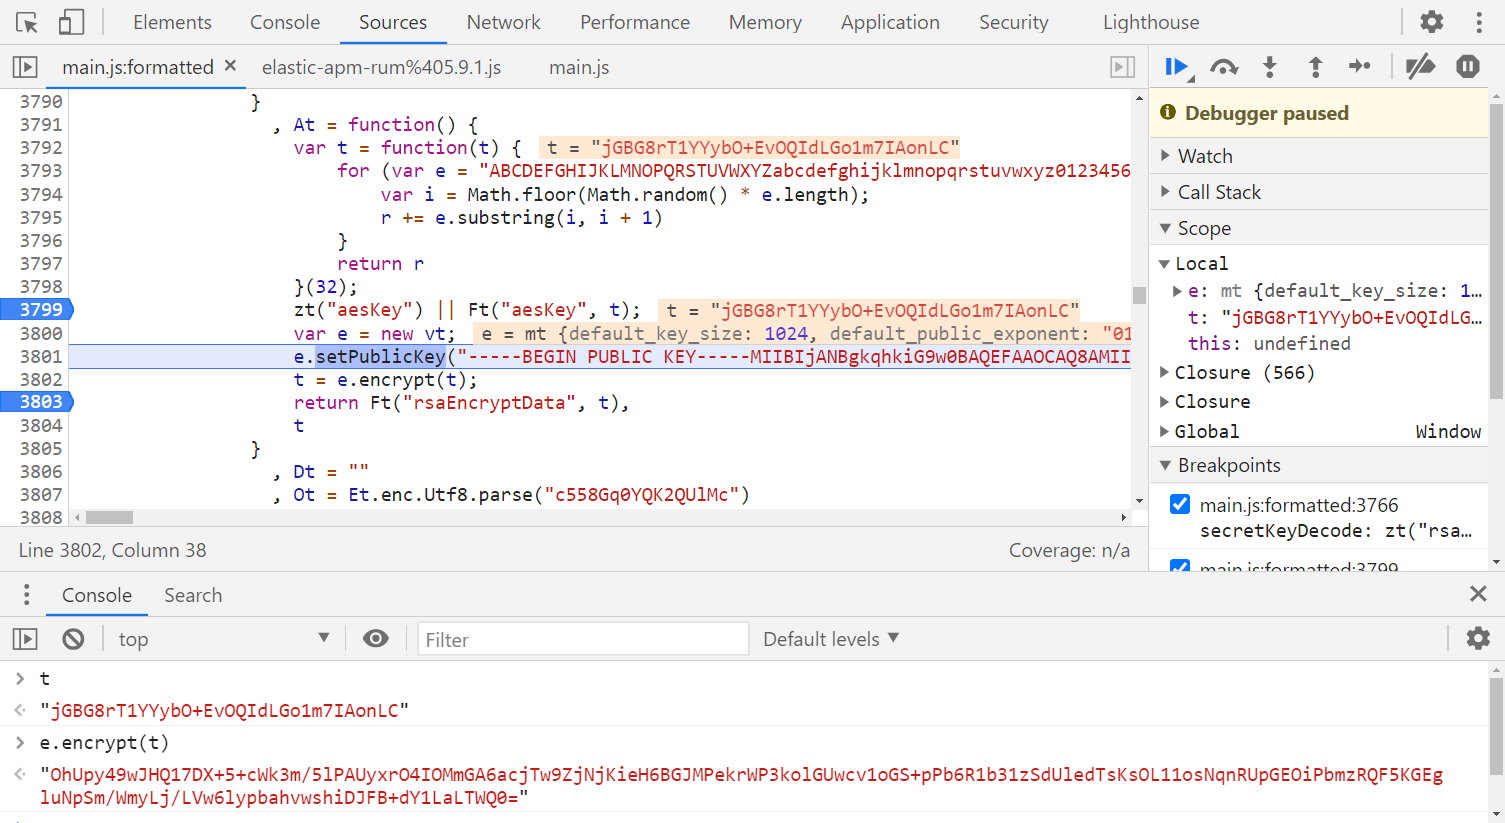 Elements Console Sources Network Performance Memory Application Security Lighthouse
main.js:formatted × elastic-apm-rum%405.9.1.js main.js
Debugger paused
Watch
Call Stack
Scope
Local
e: mt {default_key_size: 1…
t: "jGBG8rT1YYybO+EvOQIdLG…
this: undefined
Closure (566)
Closure
Global Window
Breakpoints
main.js:formatted:3766
secretKeyDecode: zt("rsa…
main.js:formatted:3799
3790 }
3791 , At = function() {
3792 var t = function(t) { t = "jGBG8rT1YYybO+EvOQIdLGo1m7IAonLC"
3793 for (var e = "ABCDEFGHIJKLMNOPQRSTUVWXYZabcdefghijklmnopqrstuvwxyz0123456
3794 var i = Math.floor(Math.random() * e.length);
3795 r += e.substring(i, i + 1)
3796 }
3797 return r
3798 }(32);
3799 zt("aesKey") || Ft("aesKey", t); t = "jGBG8rT1YYybO+EvOQIdLGo1m7IAonLC"
3800 var e = new vt; e = mt {default_key_size: 1024, default_public_exponent: "01
3801 e.setPublicKey("-----BEGIN PUBLIC KEY-----MIIBIjANBgkqhkiG9w0BAQEFAAOCAQ8AMII
3802 t = e.encrypt(t);
3803 return Ft("rsaEncryptData", t),
3804 t
3805 }
3806 , Dt = ""
3807 , Ot = Et.enc.Utf8.parse("c558Gq0YQK2QUlMc")
3808
Line 3802, Column 38 Coverage: n/a
Console Search
top Filter Default levels
t
"jGBG8rT1YYybO+EvOQIdLGo1m7IAonLC"
e.encrypt(t)
"OhUpy49wJHQ17DX+5+cWk3m/5lPAUyxrO4IOMmGA6acjTw9ZjNjKieH6BGJMPekrWP3kolGUwcv1oGS+pPb6R1b31zSdUledTsKsOL11osNqnRUpGEOiPbmzRQF5KGEg
luNpSm/WmyLj/LVw6lypbahvwshiDJFB+dY1LaLTWQ0="